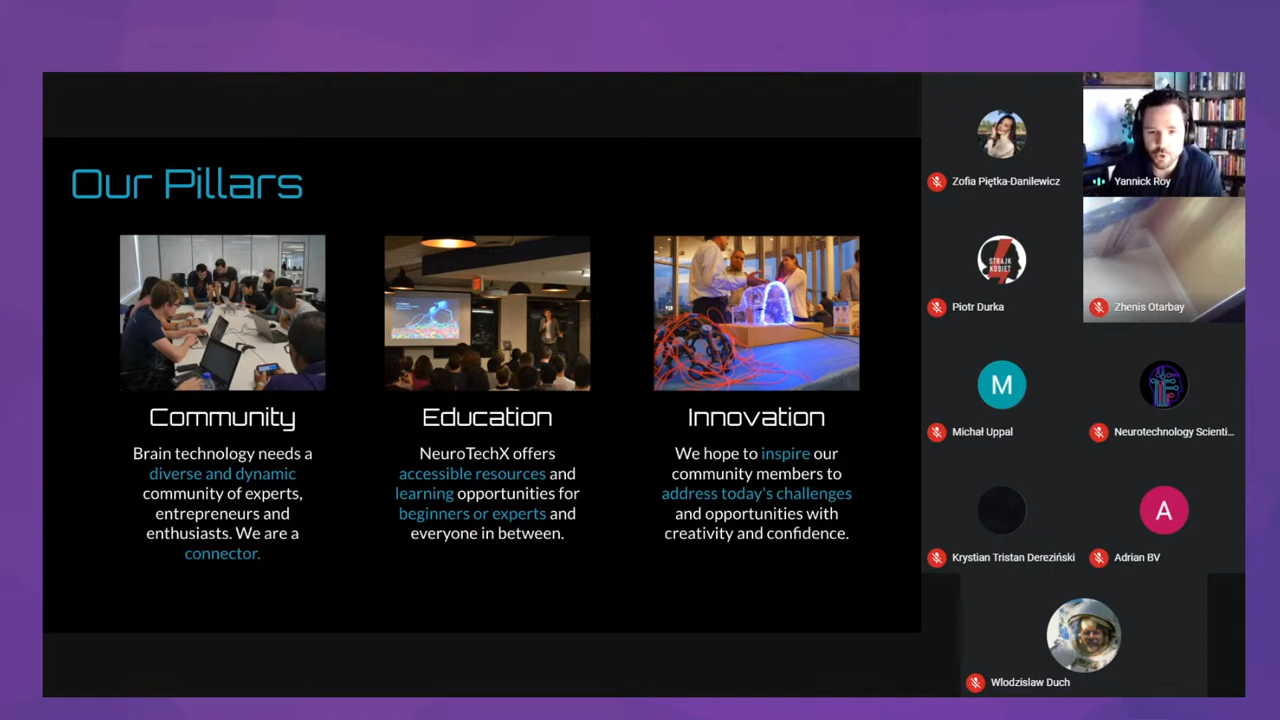 Our Pillars
Community
Brain technology needs a
diverse and dynamic
community of experts,
entrepreneurs and
enthusiasts. We are a
connector.
Education
NeuroTechX offers
accessible resources and
learning opportunities for
beginners or experts and
everyone in between.
Innovation
We hope to inspire our
community members to
address today's challenges
and opportunities with
creativity and confidence.
Zofia Piętka-Danilewicz
Yannick Roy
STRAJK
KOBIET
Piotr Durka
Zhenis Otarbay
M
Michał Uppal
Neurotechnology Scienti...
Krystian Tristan Dereziński
A
Adrian BV
Wlodzislaw Duch